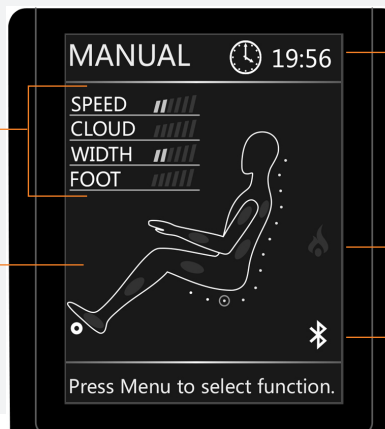 MANUAL 19:56
SPEED
CLOUD
WIDTH
FOOT
Press Menu to select function.